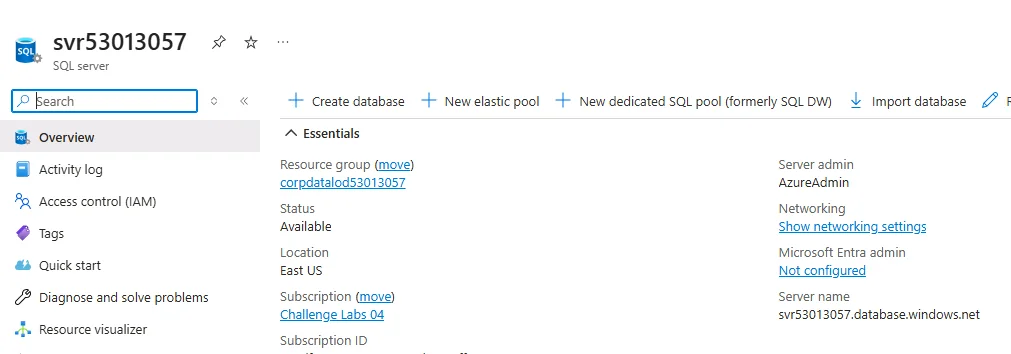 svr53013057
SQL server
Search
Overview
Activity log
Access control (IAM)
Tags
Quick start
Diagnose and solve problems
Resource visualizer
Create database
New elastic pool
New dedicated SQL pool (formerly SQL DW)
Import database
Essentials
Resource group (move)
corpdatalod53013057
Status
Available
Location
East US
Subscription (move)
Challenge Labs 04
Subscription ID
Server admin
AzureAdmin
Networking
Show networking settings
Microsoft Entra admin
Not configured
Server name
svr53013057.database.windows.net